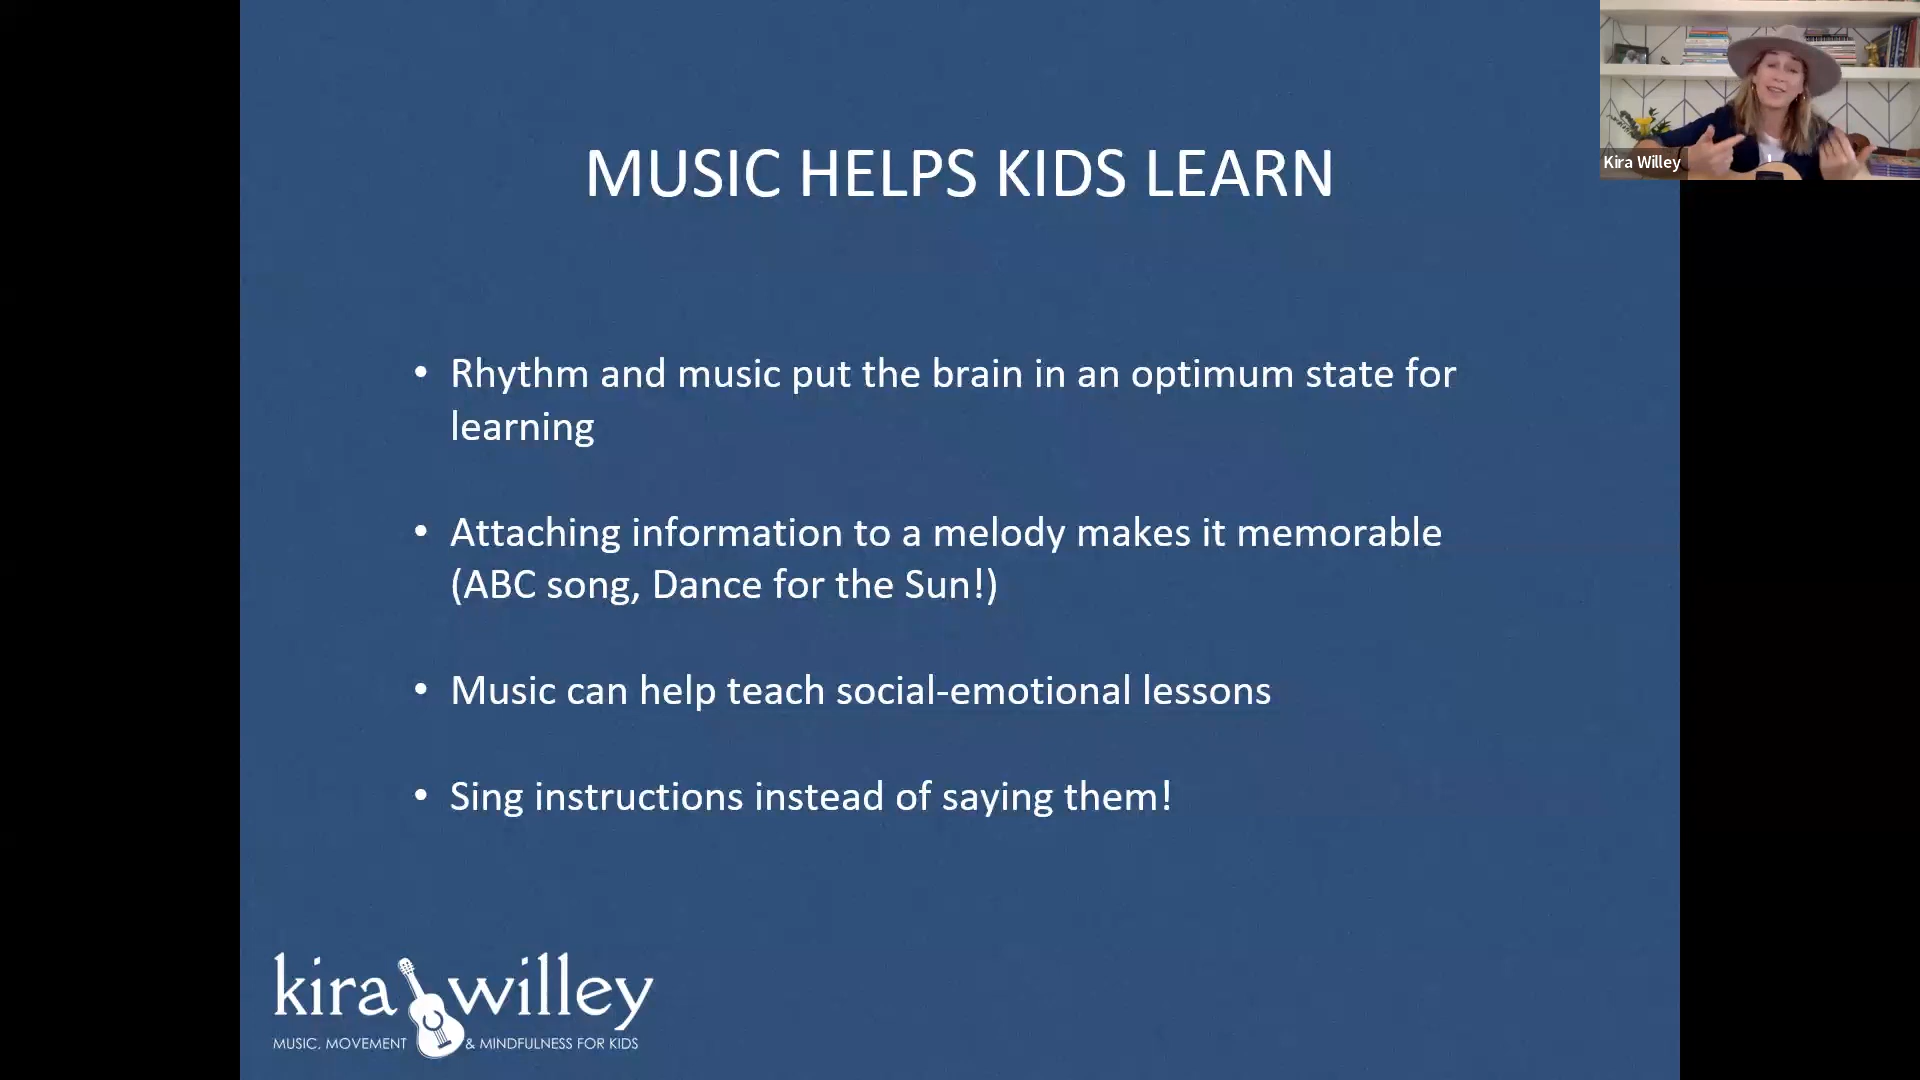 MUSIC HELPS KIDS LEARN
Kira Willey
• Rhythm and music put the brain in an optimum state for
learning
• Attaching information to a melody makes it memorable
(ABC song, Dance for the Sun!)
• Music can help teach social-emotional lessons
• Sing instructions instead of saying them!
kira willey
MUSIC, MOVEMENT & MINDFULNESS FOR KIDS